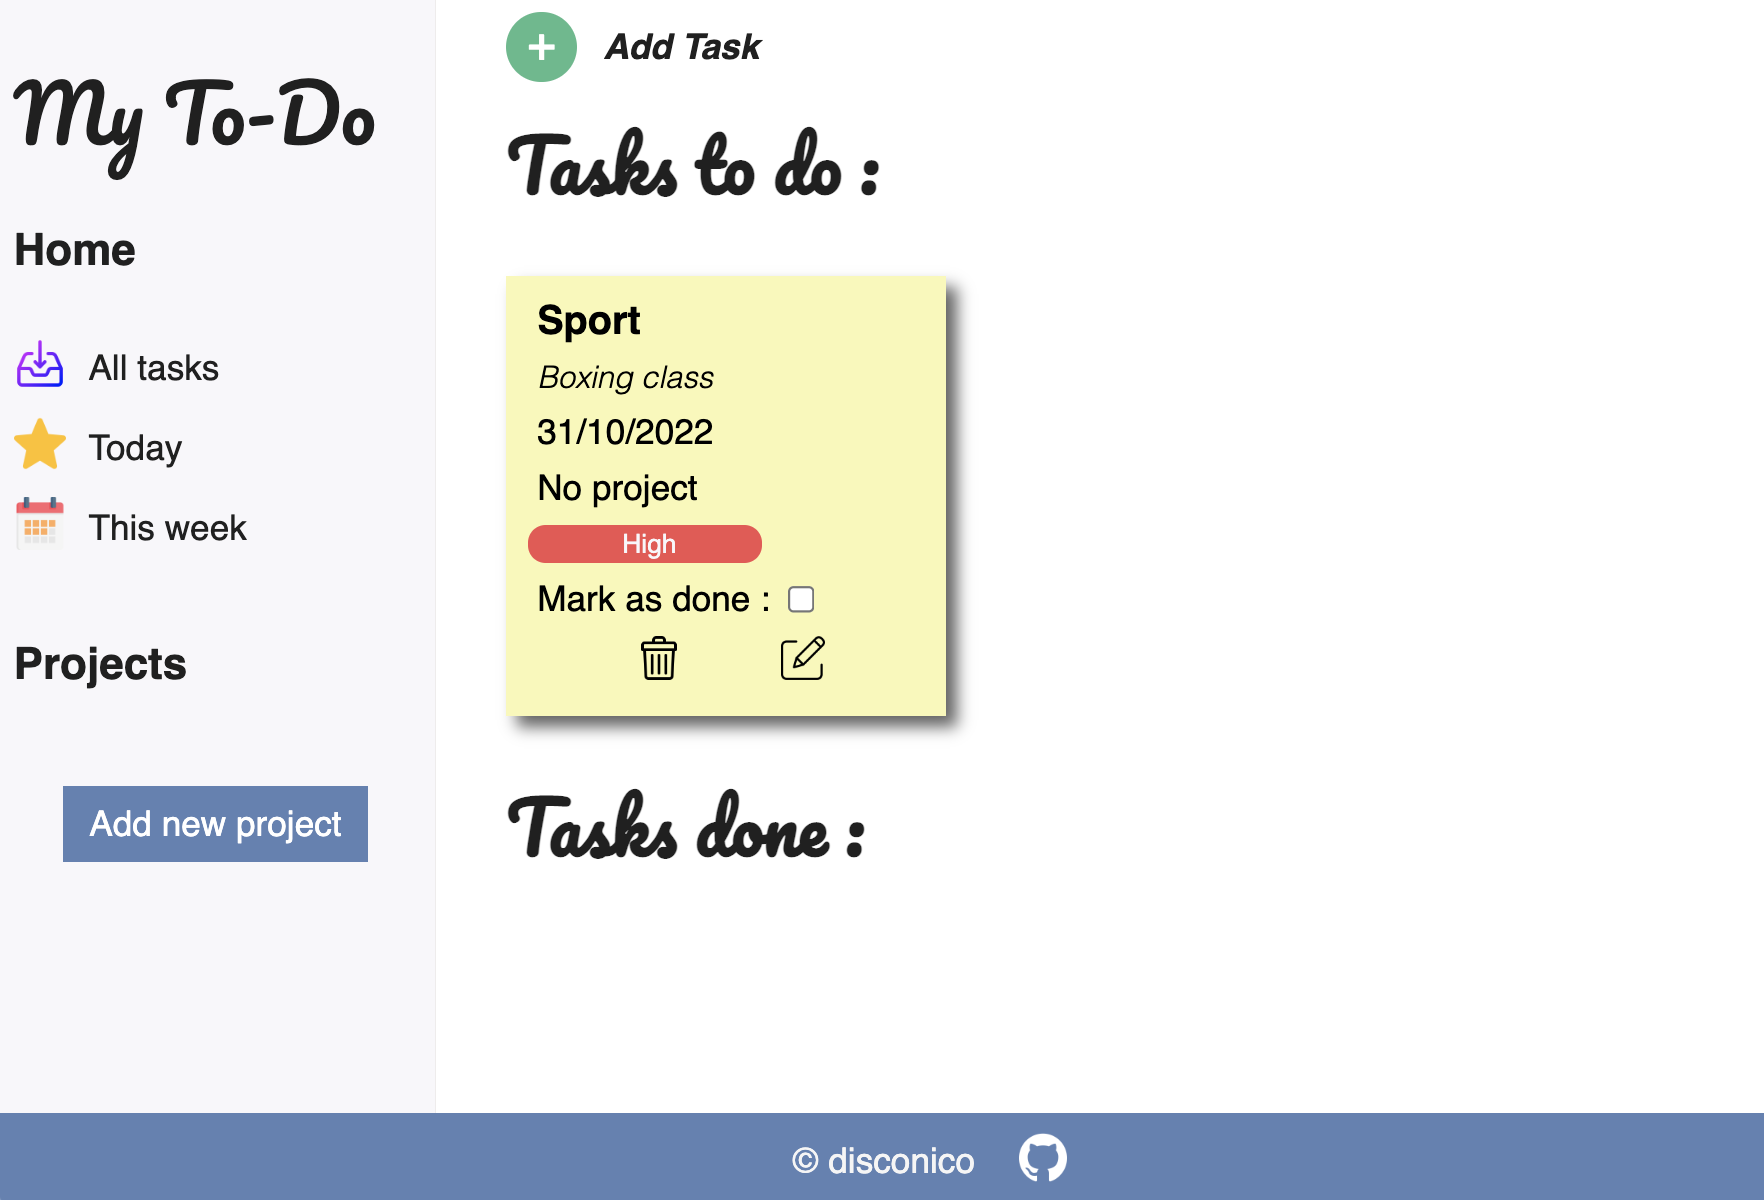 My To-Do
Home
All tasks
Today
This week
Projects
Add new project
Add Task
Tasks to do :
Sport
Boxing class
31/10/2022
No project
High
Mark as done :
Tasks done :
© disconico